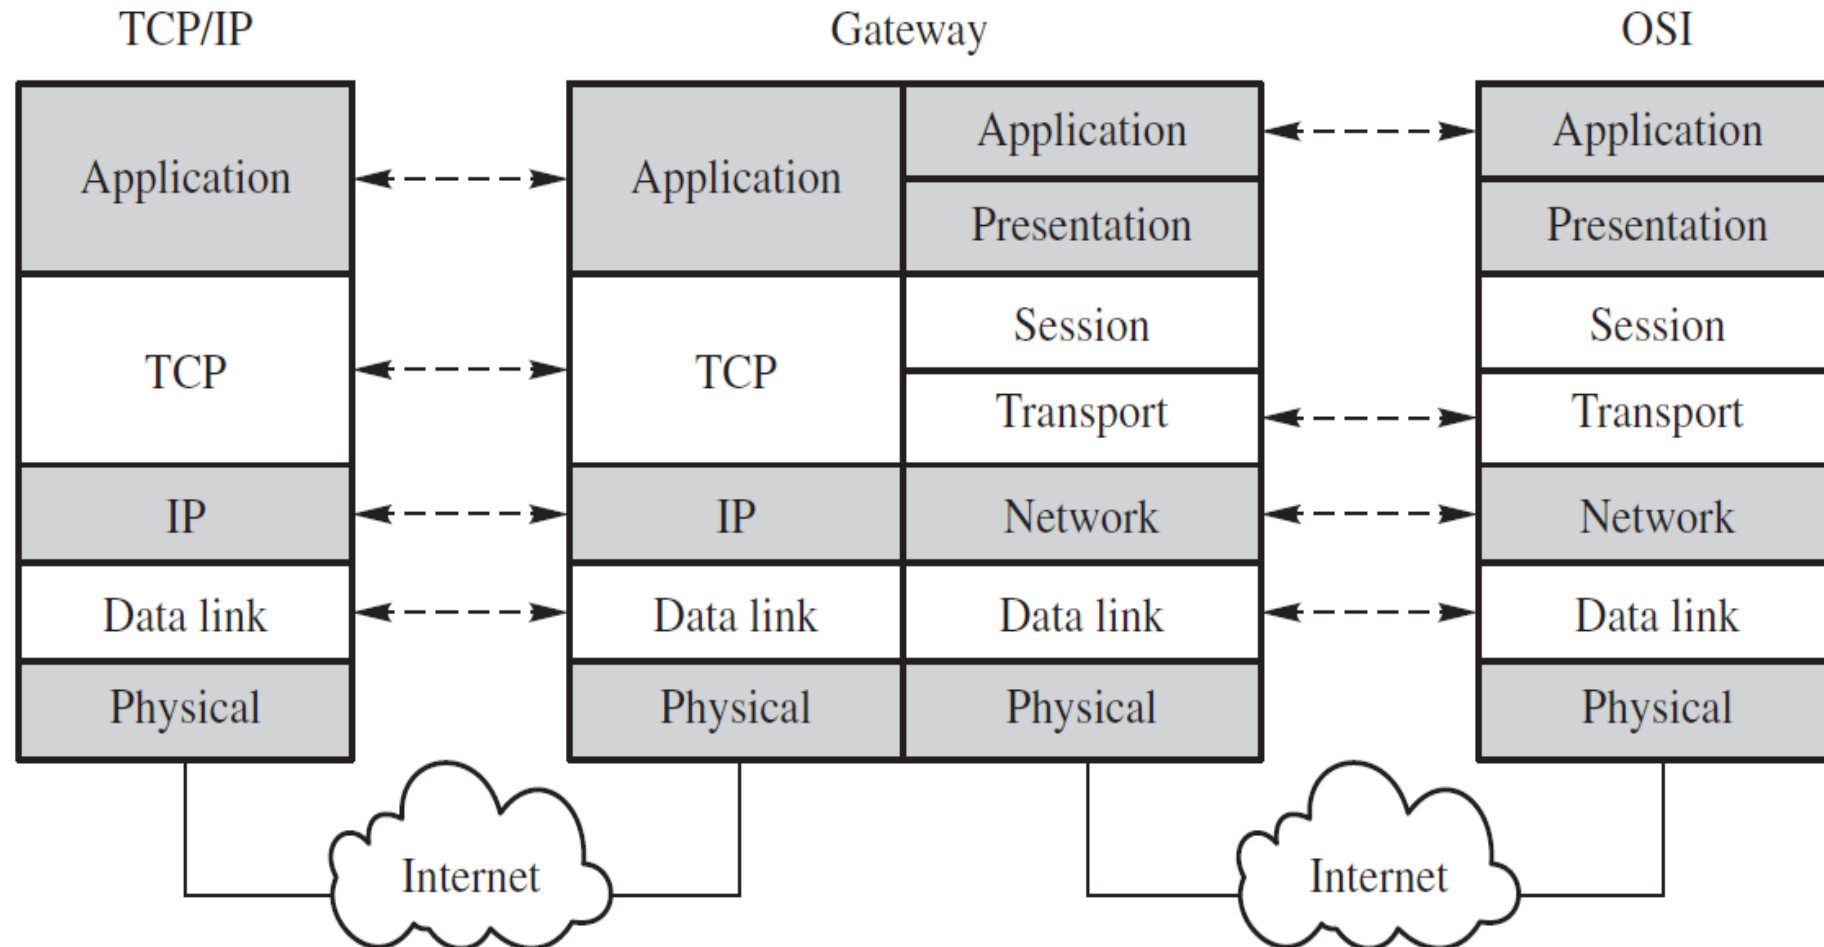 TCP/IP
Gateway
OSI
Application
Application
Application
Application
Presentation
Presentation
TCP
TCP
Session
Session
Transport
Transport
IP
IP
Network
Network
Data link
Data link
Data link
Data link
Physical
Physical
Physical
Physical
Internet
Internet